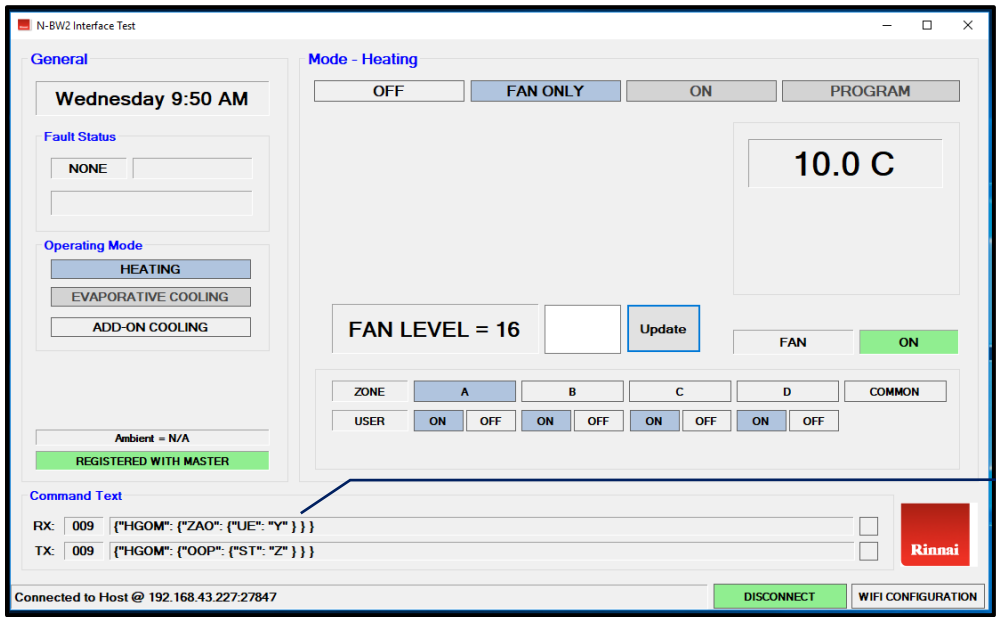 N-BW2 Interface Test
General
Wednesday 9:50 AM
Fault Status
NONE
Operating Mode
HEATING
EVAPORATIVE COOLING
ADD-ON COOLING
Ambient = N/A
REGISTERED WITH MASTER
Mode - Heating
OFF FAN ONLY ON PROGRAM
10.0 C
FAN LEVEL = 16 Update
FAN ON
ZONE A B C D COMMON
USER ON OFF ON OFF ON OFF ON OFF
Command Text
RX: 009 {"HGOM": {"ZAO": {"UE": "Y" } } }
TX: 009 {"HGOM": {"OOP": {"ST": "Z" } } }
Rinnai
Connected to Host @ 192.168.43.227:27847 DISCONNECT WIFI CONFIGURATION